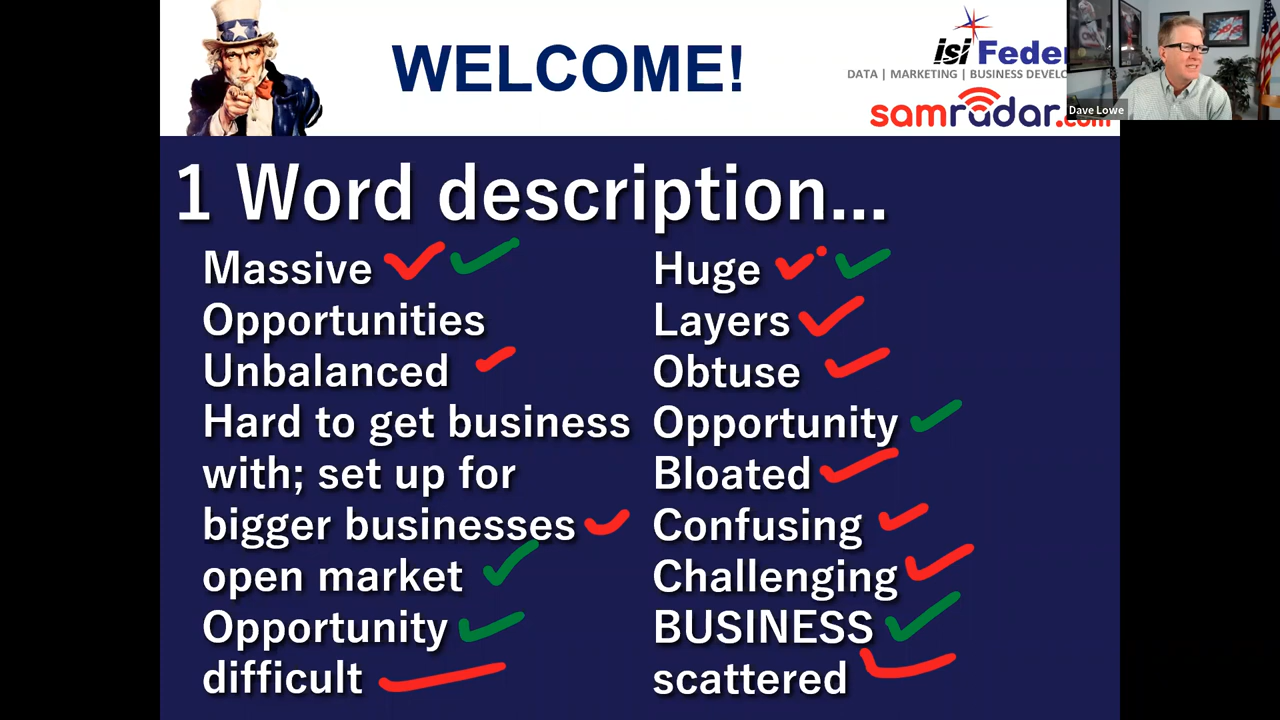 WELCOME!
isi Feder
DATA | MARKETING | BUSINESS DEVEL
samradar.com
Dave Lowe
1 Word description...
Massive
Opportunities
Unbalanced
Hard to get business
with; set up for
bigger businesses
open market
Opportunity
difficult
Huge
Layers
Obtuse
Opportunity
Bloated
Confusing
Challenging
BUSINESS
scattered